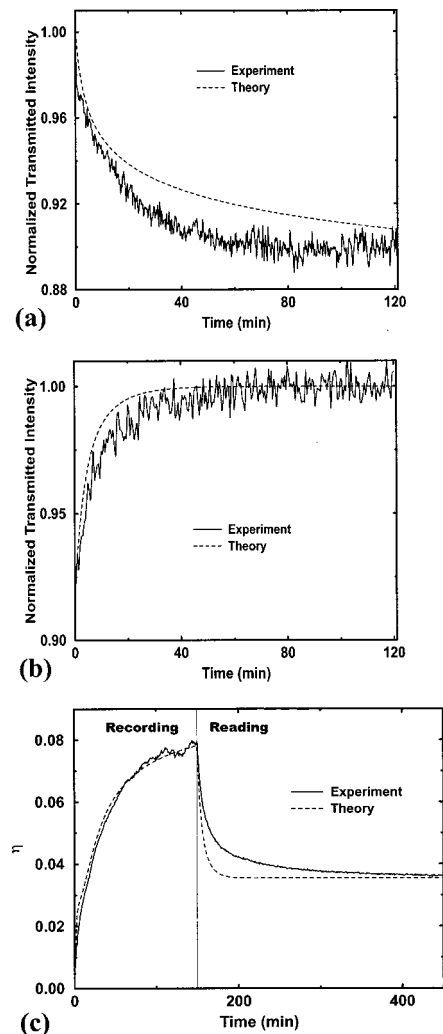 1.00
0.96
0.92
0.88
Normalized Transmitted Intensity
Experiment
Theory
0 40 80 120
Time (min)
(a)
1.00
0.95
0.90
Normalized Transmitted Intensity
Experiment
Theory
0 40 80 120
Time (min)
(b)
Recording Reading
0.08
0.06
0.04
0.02
0.00
η
Experiment
Theory
0 200 400
Time (min)
(c)